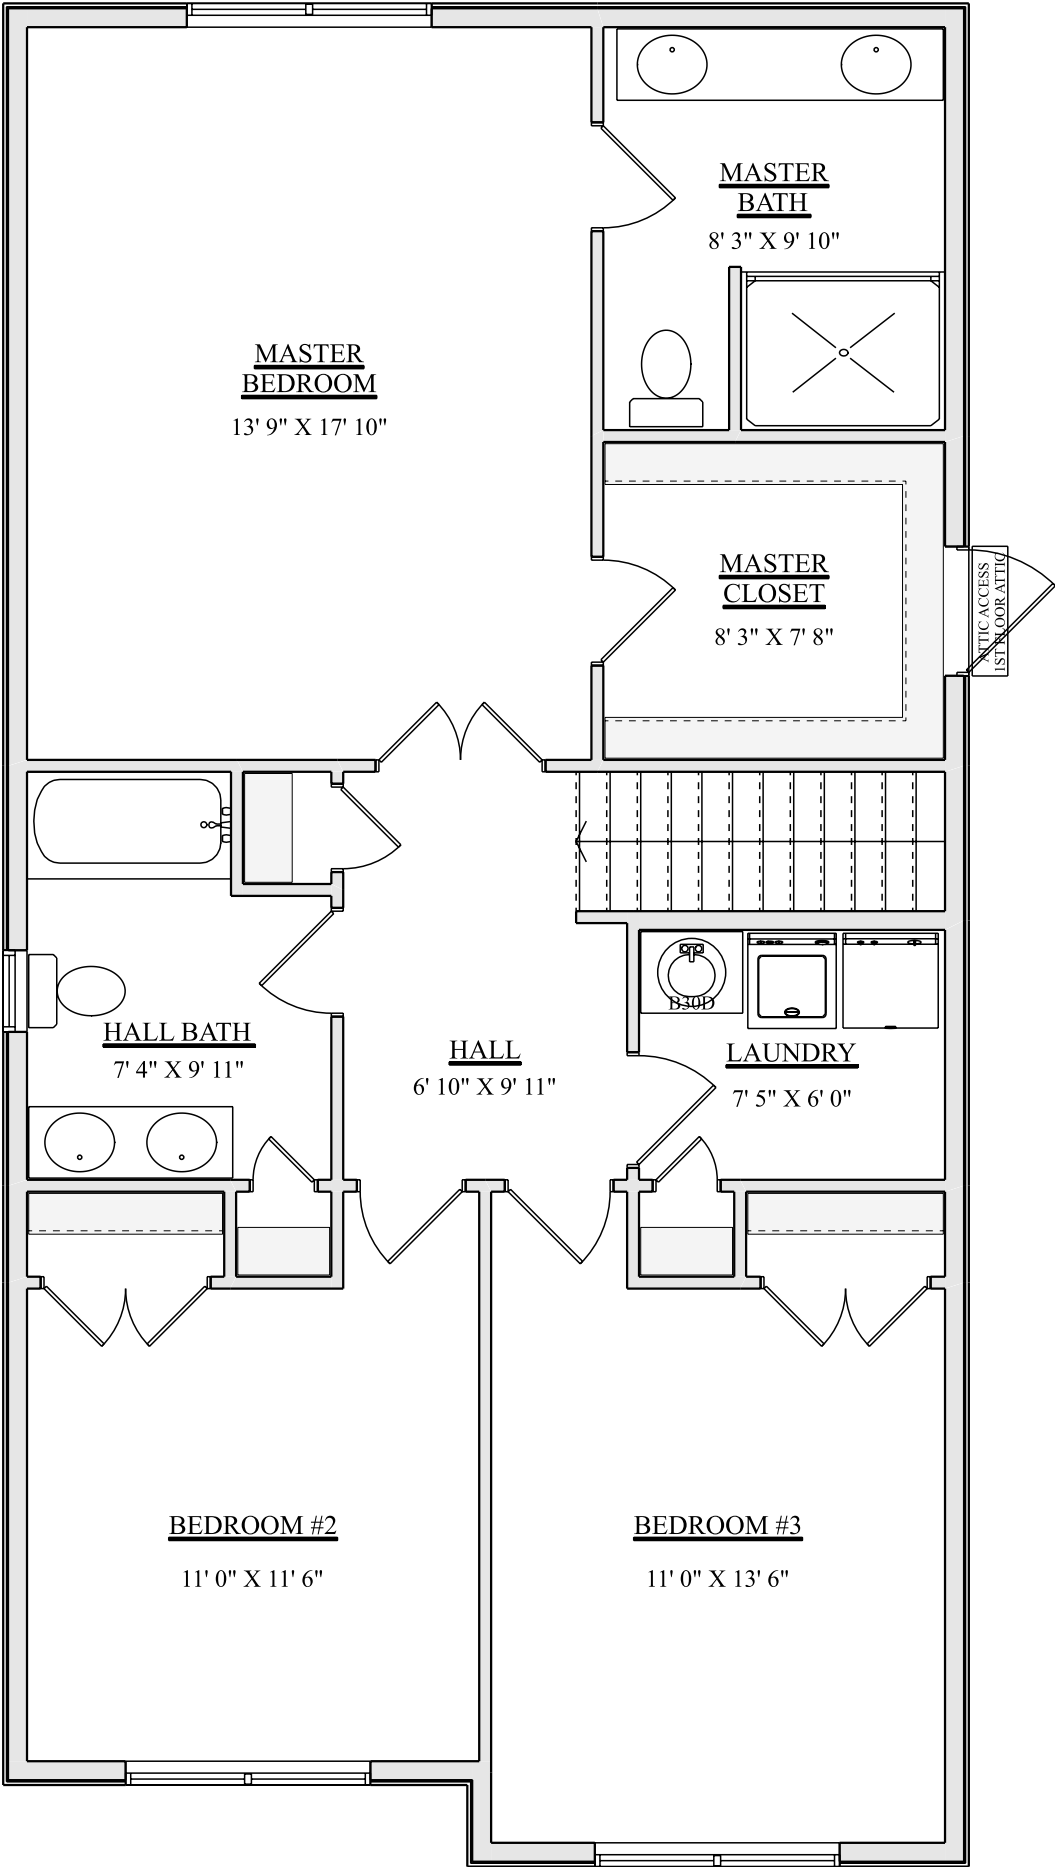 MASTER
BATH
8' 3" X 9' 10"
MASTER
BEDROOM
13' 9" X 17' 10"
MASTER
CLOSET
8' 3" X 7' 8"
ATTIC ACCESS
1ST FLOOR ATTIC
B30D
HALL BATH
7' 4" X 9' 11"
HALL
6' 10" X 9' 11"
LAUNDRY
7' 5" X 6' 0"
BEDROOM #2
11' 0" X 11' 6"
BEDROOM #3
11' 0" X 13' 6"